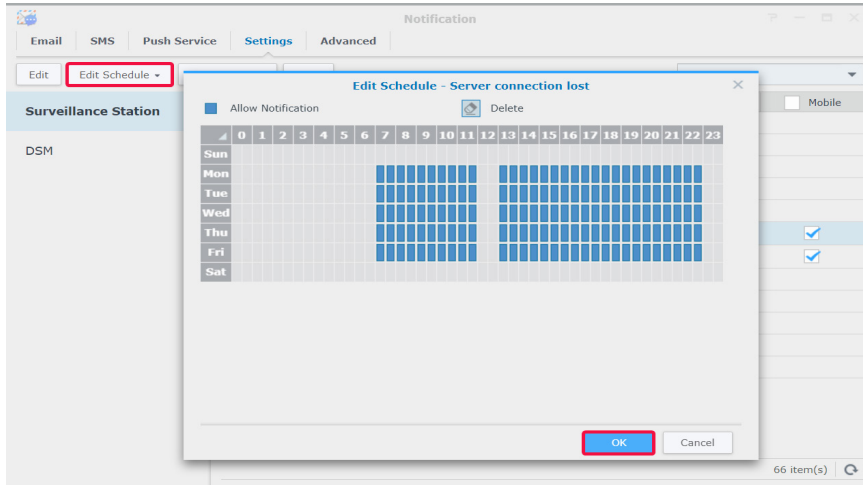 Notification
Email SMS Push Service Settings Advanced
Edit Edit Schedule
Edit Schedule - Server connection lost
Surveillance Station
Allow Notification Delete
Mobile
0 1 2 3 4 5 6 7 8 9 10 11 12 13 14 15 16 17 18 19 20 21 22 23
DSM
Sun
Mon
Tue
Wed
Thu
Fri
Sat
OK Cancel
66 item(s)